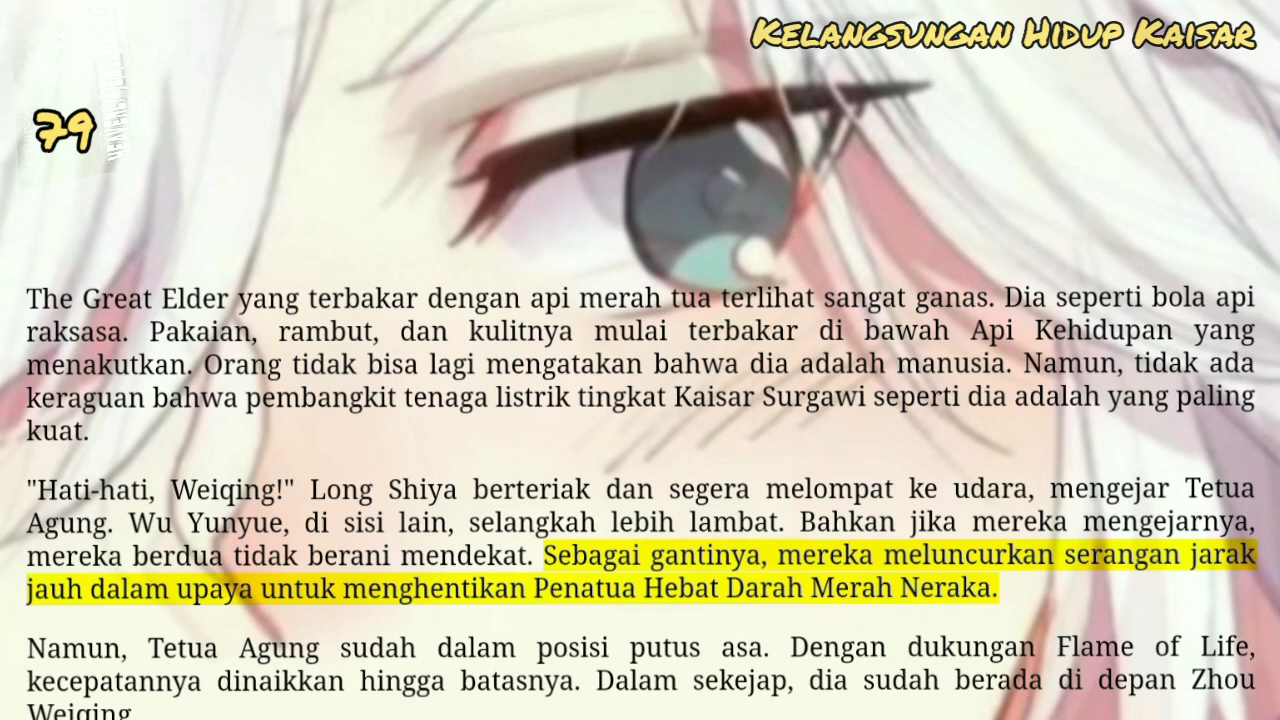 Kelangsungan Hidup Kaisar
79
The Great Elder yang terbakar dengan api merah tua terlihat sangat ganas. Dia seperti bola api
raksasa. Pakaian, rambut, dan kulitnya mulai terbakar di bawah Api Kehidupan yang
menakutkan. Orang tidak bisa lagi mengatakan bahwa dia adalah manusia. Namun, tidak ada
keraguan bahwa pembangkit tenaga listrik tingkat Kaisar Surgawi seperti dia adalah yang paling
kuat.
"Hati-hati, Weiqing!" Long Shiya berteriak dan segera melompat ke udara, mengejar Tetua
Agung. Wu Yunyue, di sisi lain, selangkah lebih lambat. Bahkan jika mereka mengejarnya,
mereka berdua tidak berani mendekat. Sebagai gantinya, mereka meluncurkan serangan jarak
jauh dalam upaya untuk menghentikan Penatua Hebat Darah Merah Neraka.
Namun, Tetua Agung sudah dalam posisi putus asa. Dengan dukungan Flame of Life,
kecepatannya dinaikkan hingga batasnya. Dalam sekejap, dia sudah berada di depan Zhou
Weiqing